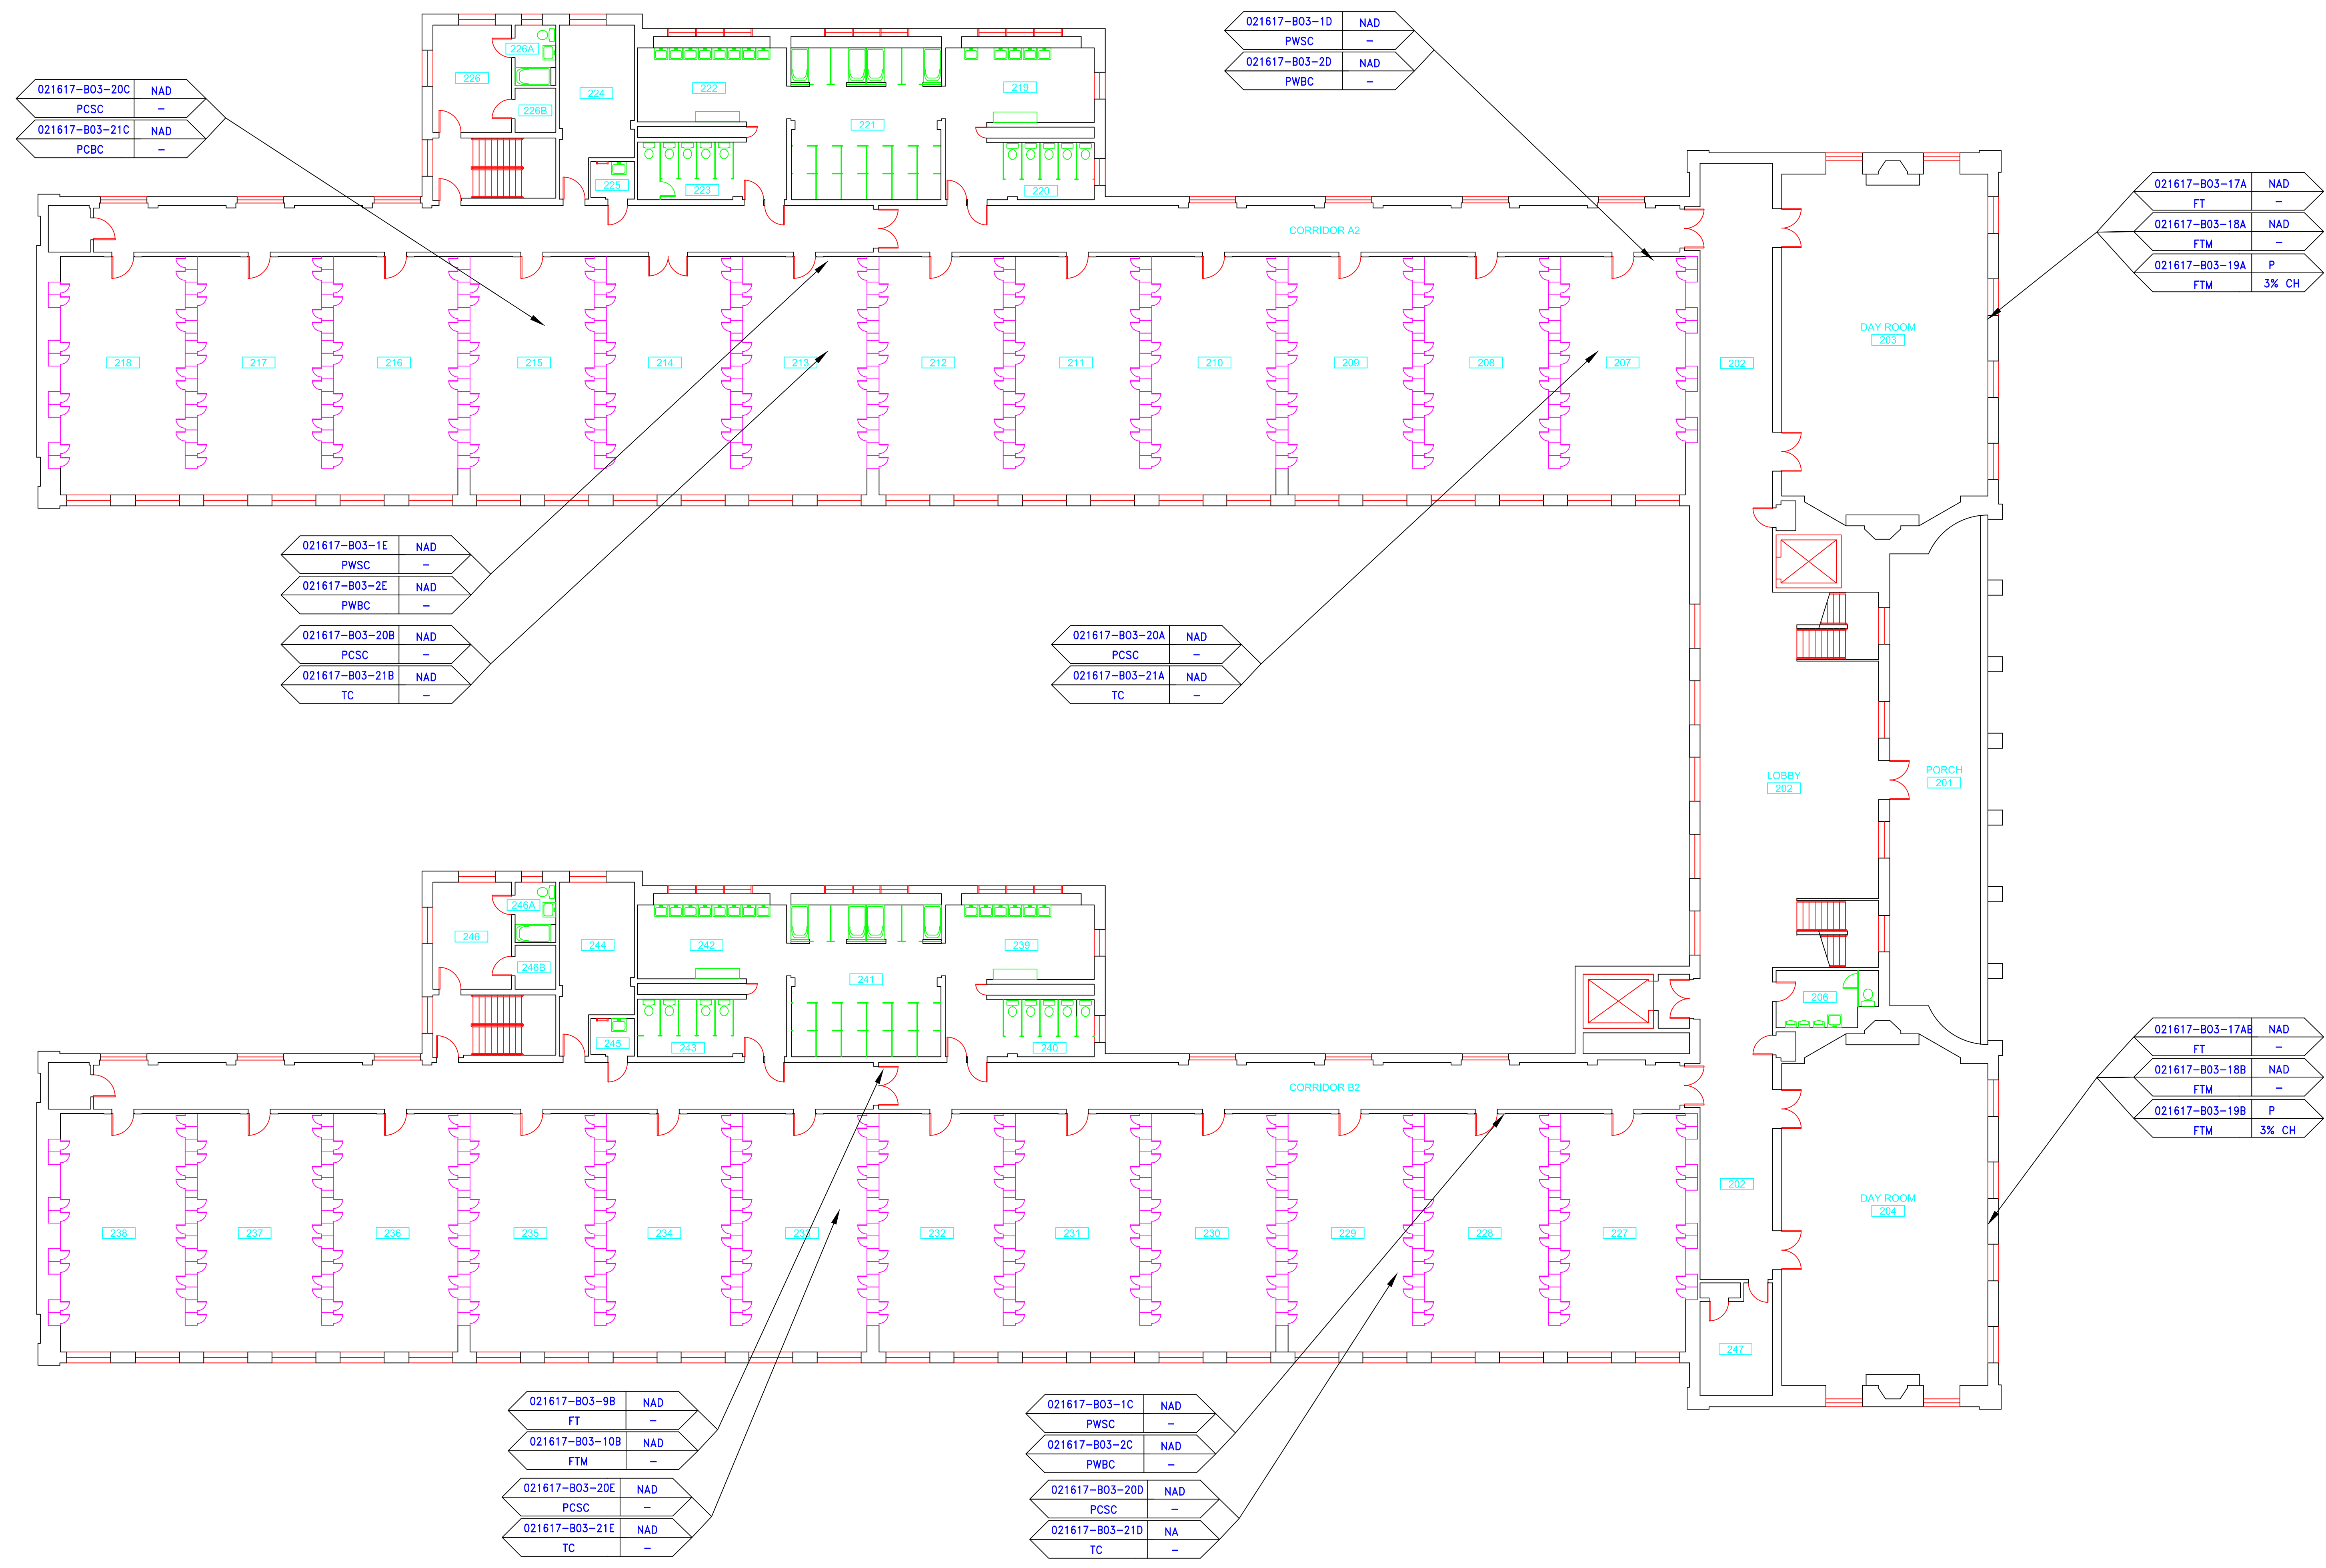 021617-B03-1D NAD
PWSC -
021617-B03-2D NAD
PWBC -
021617-B03-20C NAD
PCSC -
021617-B03-21C NAD
PCBC -
226
226A
226B
224
222
221
219
225
223
220
021617-B03-17A NAD
FT -
021617-B03-18A NAD
FTM -
021617-B03-19A P
FTM 3% CH
CORRIDOR A2
DAY ROOM
203
218
217
216
215
214
213
212
211
210
209
208
207
202
021617-B03-1E NAD
PWSC -
021617-B03-2E NAD
PWBC -
021617-B03-20B NAD
PCSC -
021617-B03-21B NAD
TC -
021617-B03-20A NAD
PCSC -
021617-B03-21A NAD
TC -
LOBBY
202
PORCH
201
246
246A
246B
244
242
241
239
245
243
240
206
021617-B03-17AB NAD
FT -
021617-B03-18B NAD
FTM -
021617-B03-19B P
FTM 3% CH
CORRIDOR B2
202
DAY ROOM
204
238
237
236
235
234
233
232
231
230
229
228
227
247
021617-B03-9B NAD
FT -
021617-B03-10B NAD
FTM -
021617-B03-20E NAD
PCSC -
021617-B03-21E NAD
TC -
021617-B03-1C NAD
PWSC -
021617-B03-2C NAD
PWBC -
021617-B03-20D NAD
PCSC -
021617-B03-21D NA
TC -